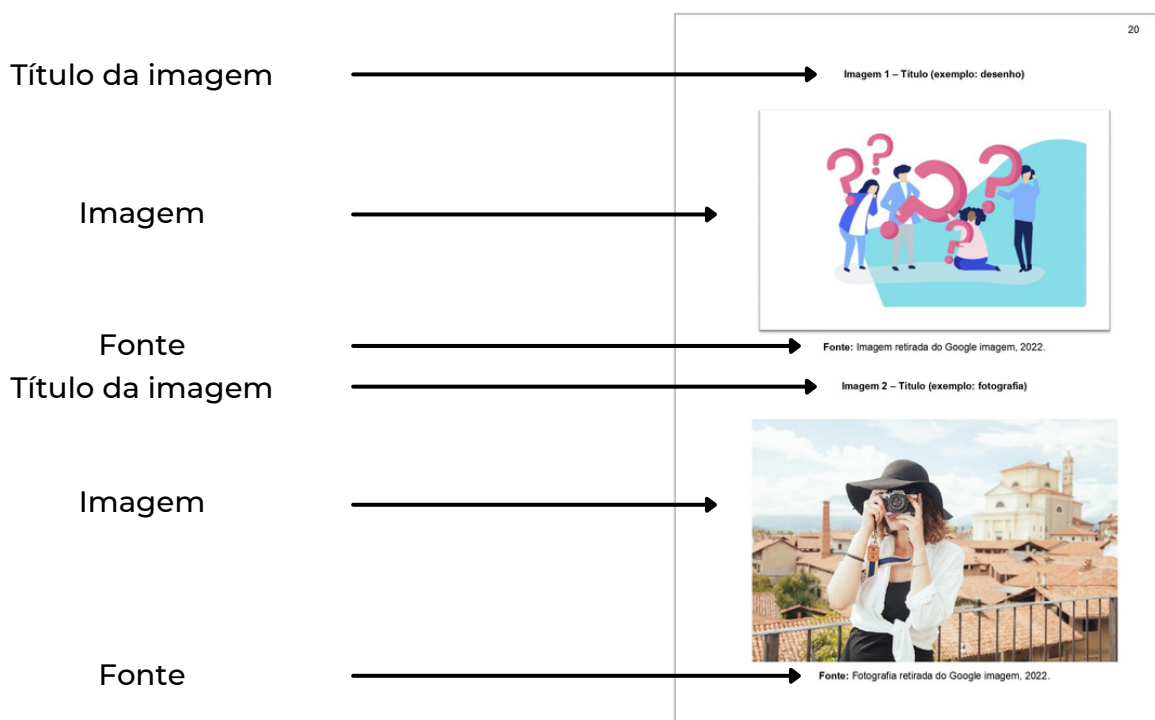 20
Título da imagem
Imagem 1 – Título (exemplo: desenho)
? ? ? ? ?
Imagem
Fonte
Fonte: Imagem retirada do Google imagem, 2022.
Título da imagem
Imagem 2 – Título (exemplo: fotografia)
Imagem
Fonte
Fonte: Fotografia retirada do Google imagem, 2022.